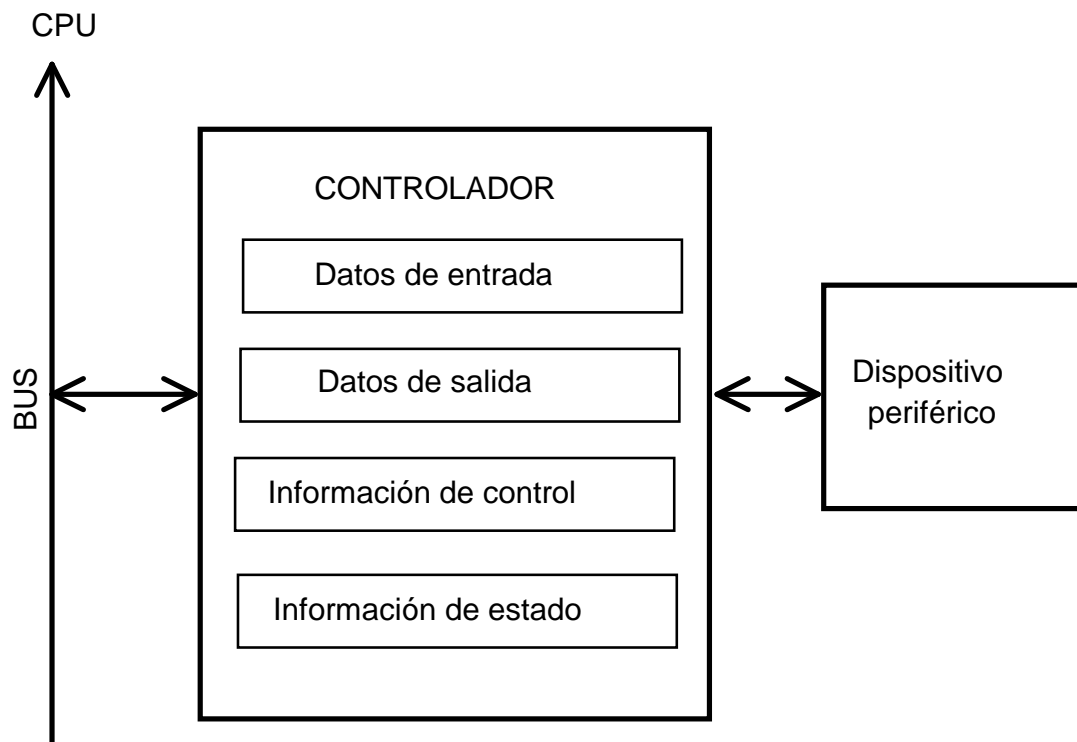 CPU
CONTROLADOR
Datos de entrada
Datos de salida
Información de control
Información de estado
BUS
Dispositivo
periférico